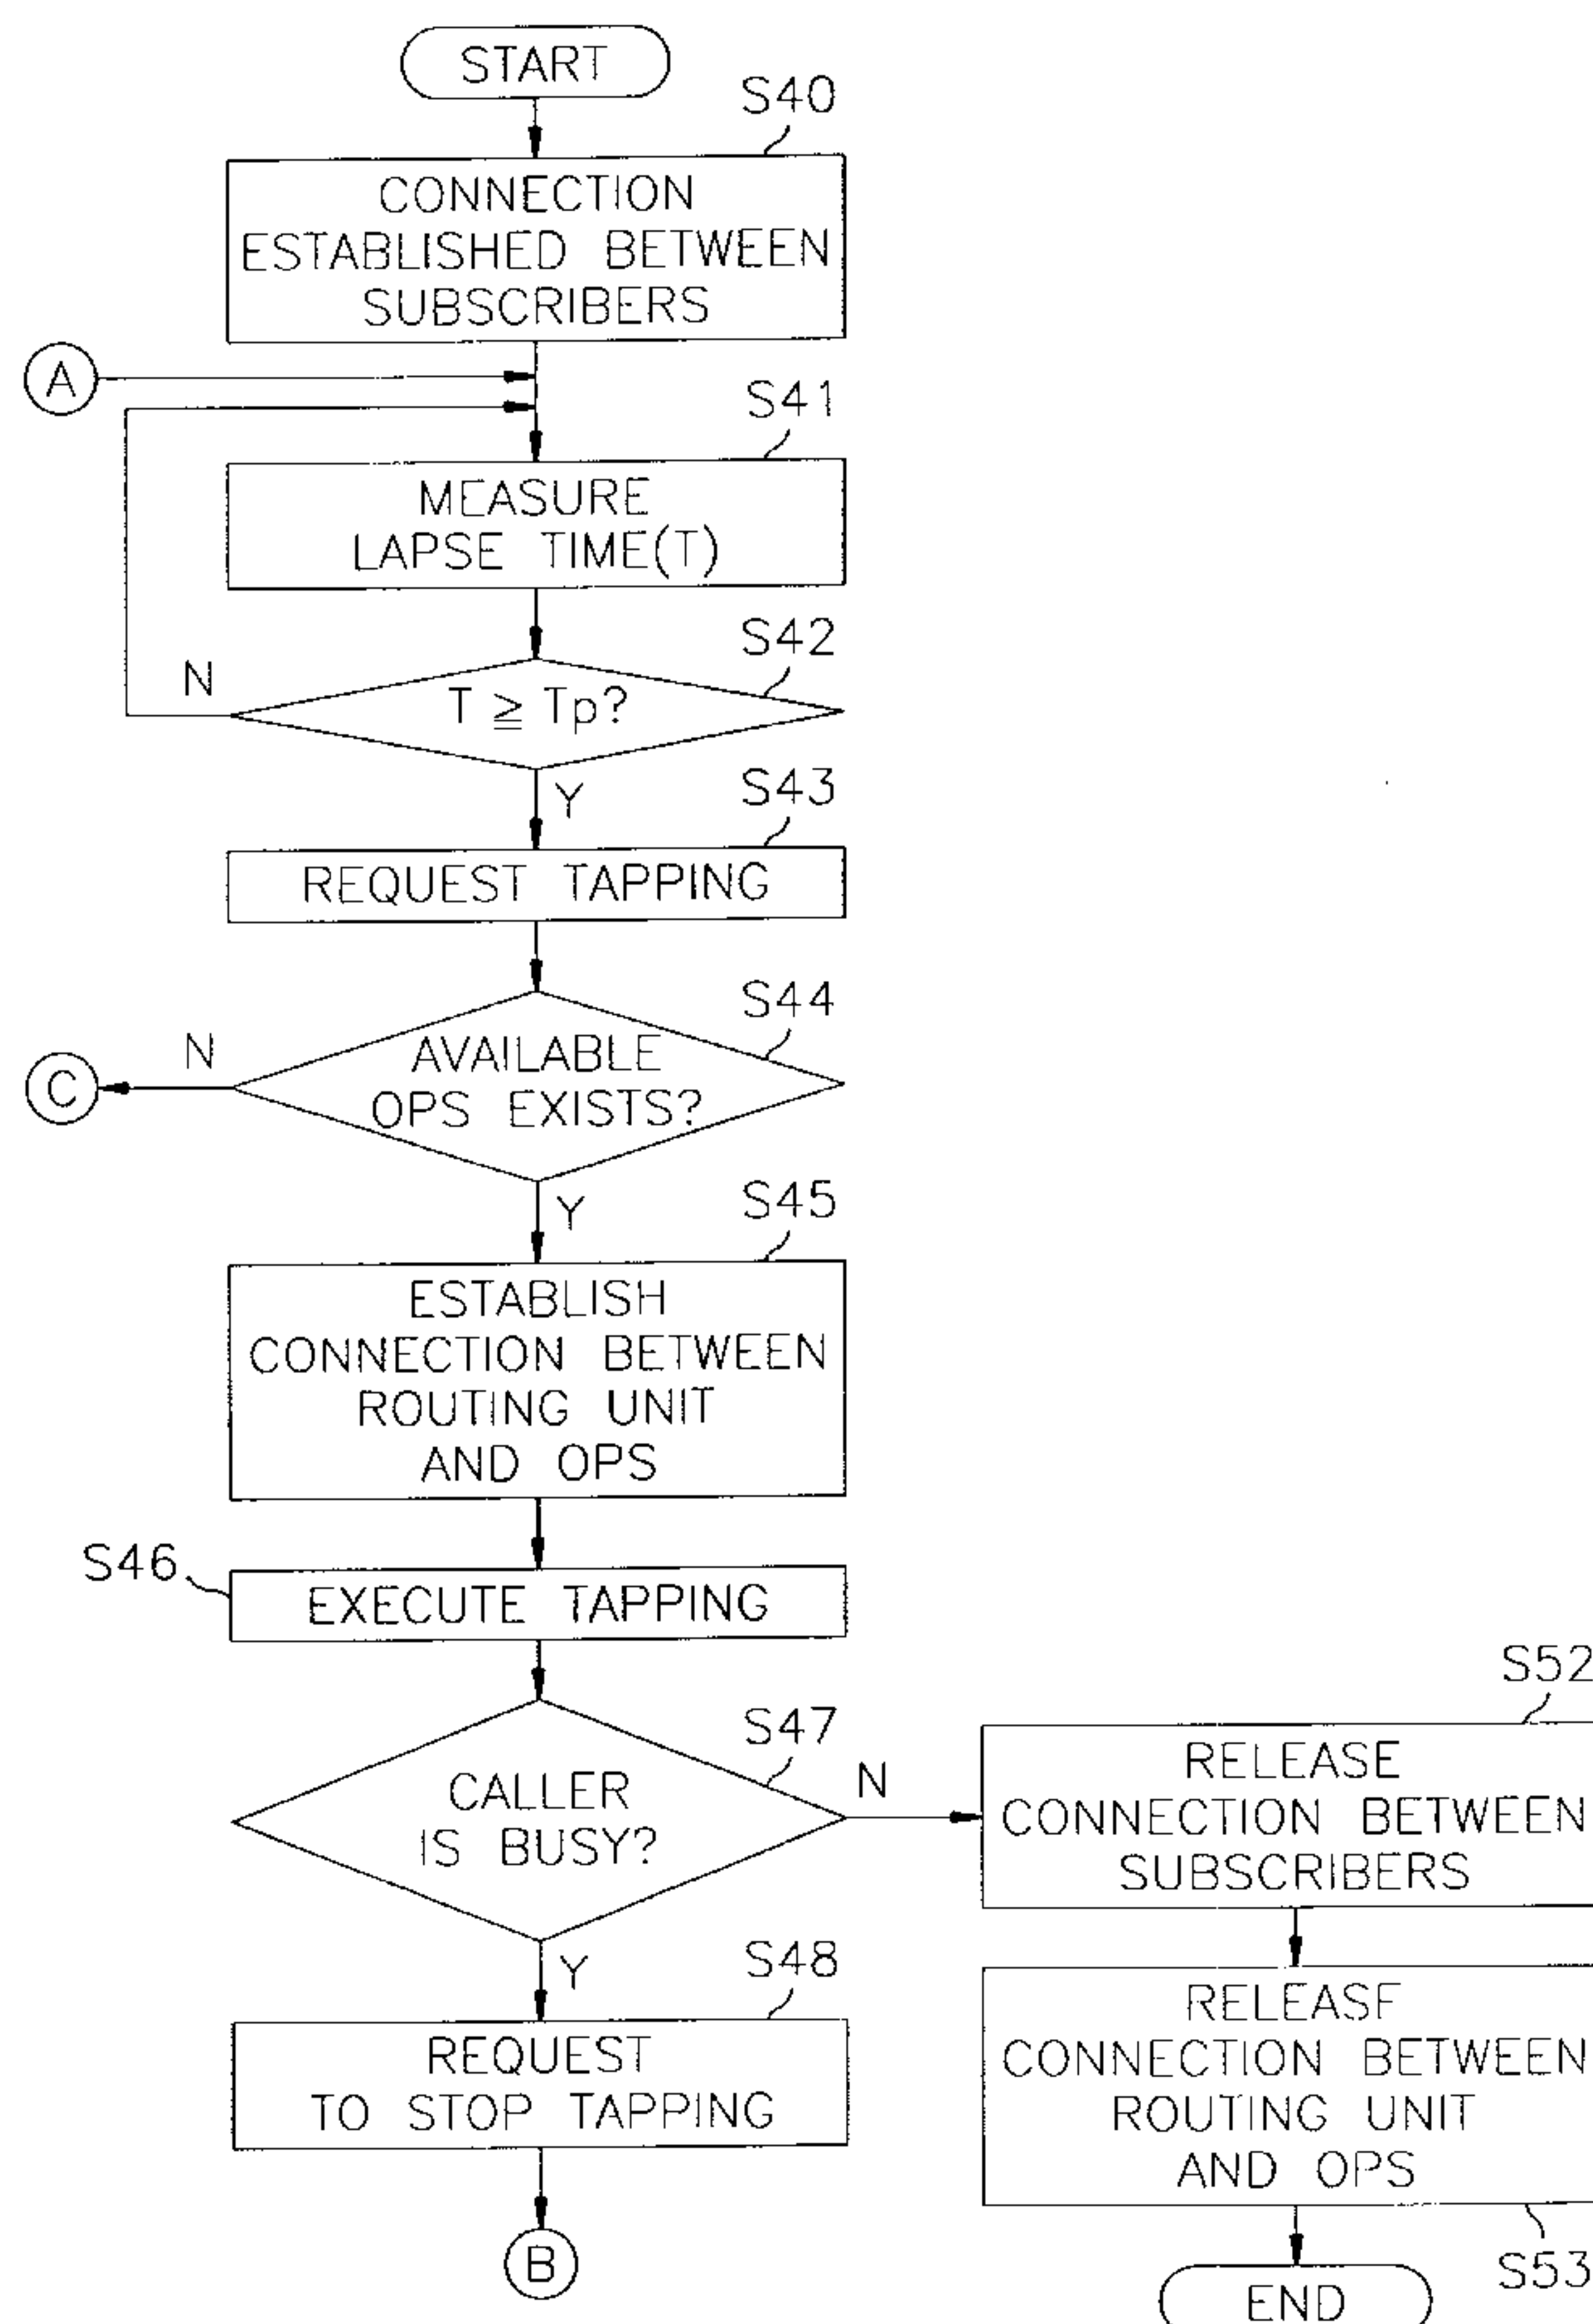 START
S40
CONNECTION
ESTABLISHED BETWEEN
SUBSCRIBERS
A
S41
MEASURE
LAPSE TIME(T)
S42
N
T ≧ Tp?
Y
S43
REQUEST TAPPING
S44
N
AVAILABLE
OPS EXISTS?
C
Y
S45
ESTABLISH
CONNECTION BETWEEN
ROUTING UNIT
AND OPS
S46
EXECUTE TAPPING
S47
CALLER
IS BUSY?
N
S52
RELEASE
CONNECTION BETWEEN
SUBSCRIBERS
Y
S48
REQUEST
TO STOP TAPPING
B
RELEASE
CONNECTION BETWEEN
ROUTING UNIT
AND OPS
S53
END